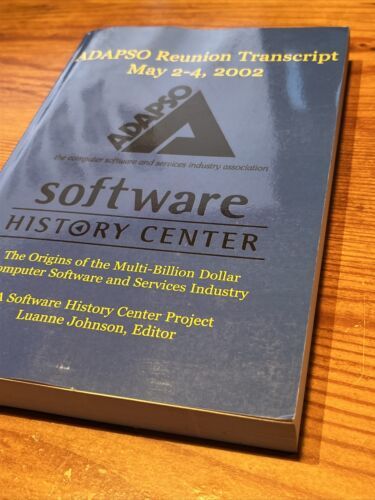 ADAPSO Reunion Transcript
May 2-4, 2002
ADAPSO
the computer software and services industry association
software
HISTORY CENTER
The Origins of the Multi-Billion Dollar
omputer Software and Services Industry
A Software History Center Project
Luanne Johnson, Editor